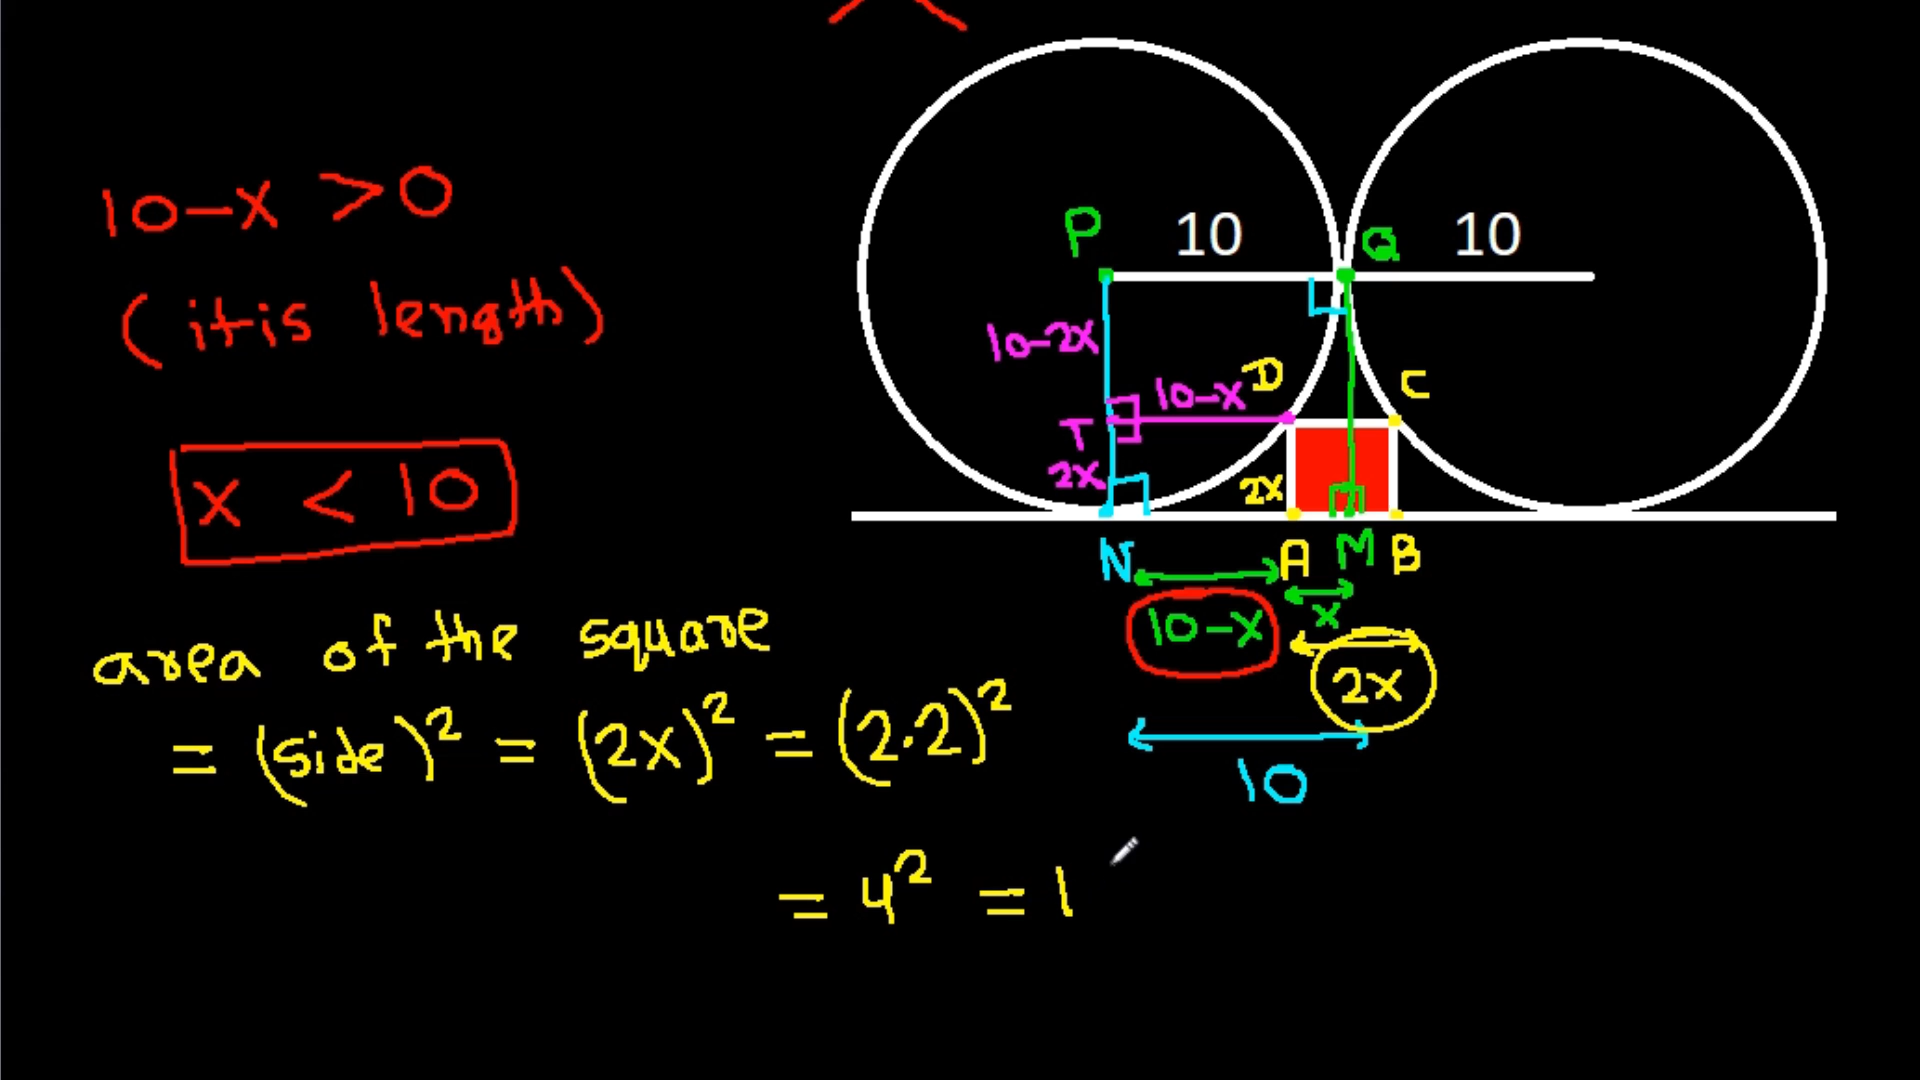 10-x > 0
(it is length)
x < 10
area of the square
= (side)² = (2x)² = (2.2)²
= 4² = 1
P 10 Q 10
10-2x
10-x D C
T
2x 2x
N A M B
10-x x
2x
10